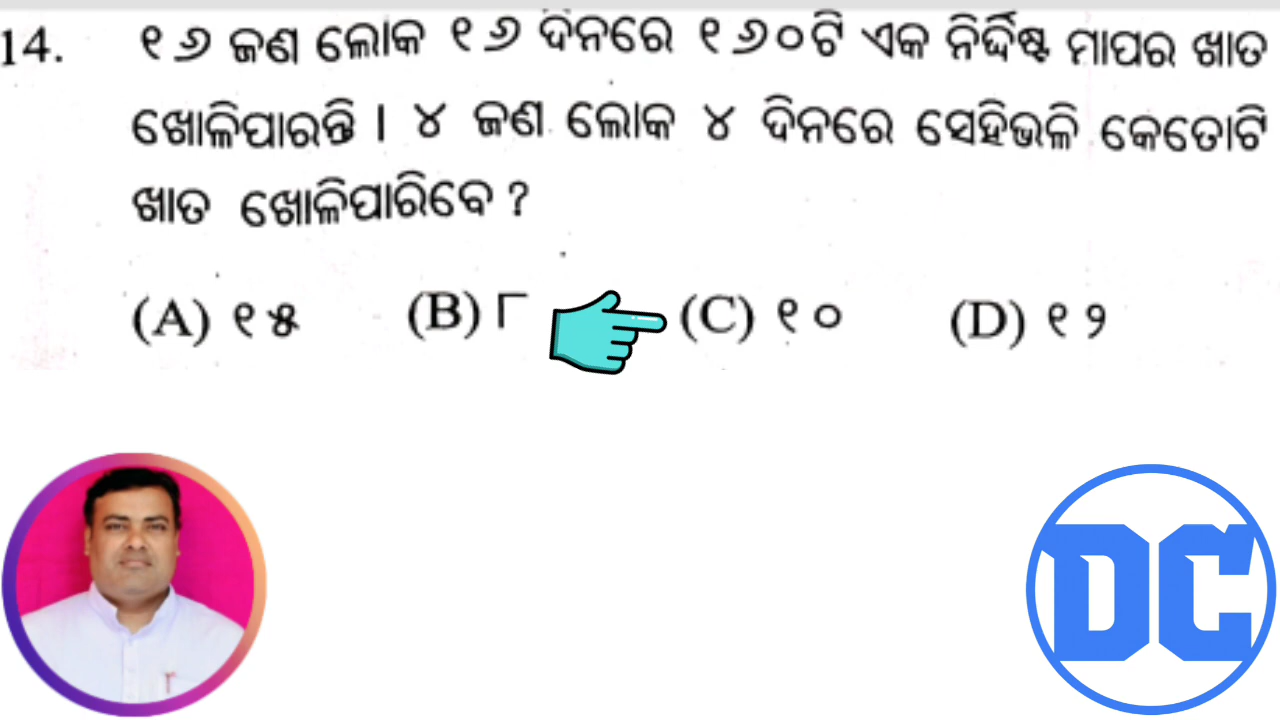 14. ୧୬ ଜଣ ଲୋକ ୧୬ ଦିନରେ ୧୬୦ଟି ଏକ ନିର୍ଦ୍ଦିଷ୍ଟ ମାପର ଖାତ
ଖୋଳିପାରନ୍ତି । ୪ ଜଣ ଲୋକ ୪ ଦିନରେ ସେହିଭଳି କେତୋଟି
ଖାତ ଖୋଳିପାରିବେ ?
(A) ୧୫ (B) ୮ (C) ୧୦ (D) ୧୨
DC